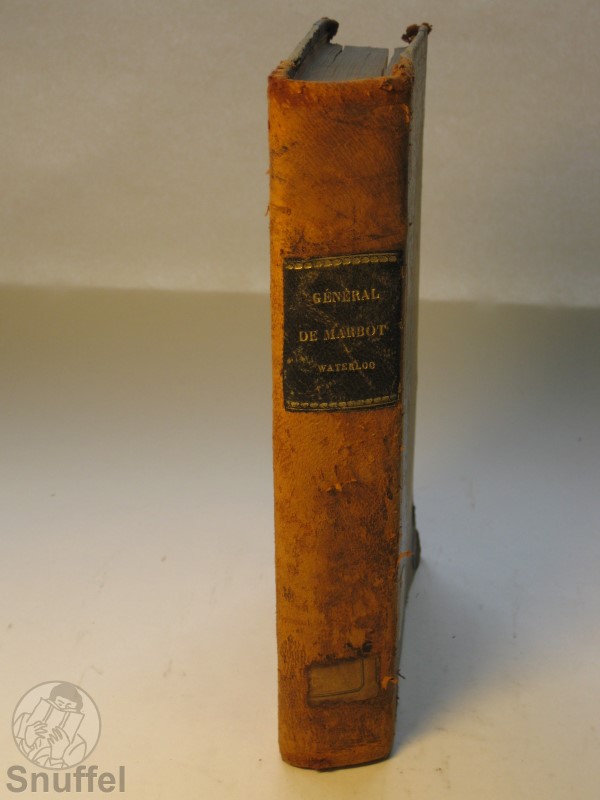 GÉNÉRAL
DE MARBOT
WATERLOO
Snuffel